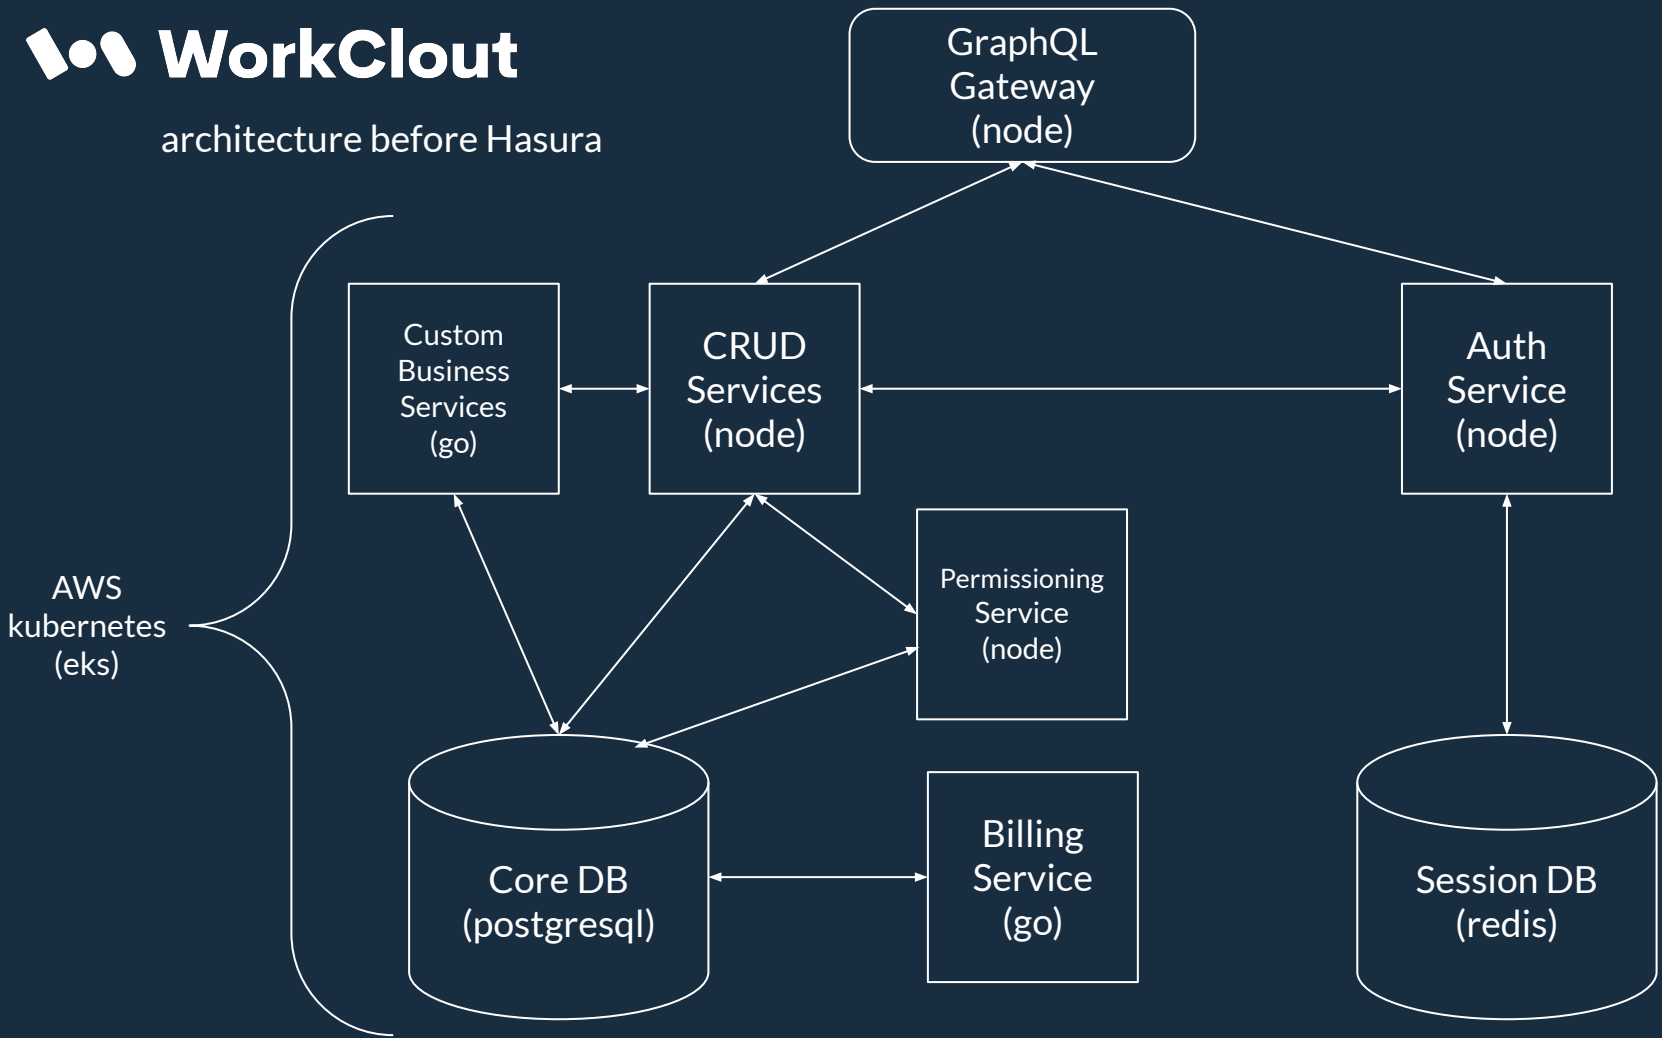 WorkClout
architecture before Hasura
GraphQL
Gateway
(node)
Custom
Business
Services
(go)
CRUD
Services
(node)
Auth
Service
(node)
Permissioning
Service
(node)
AWS
kubernetes
(eks)
Core DB
(postgresql)
Billing
Service
(go)
Session DB
(redis)